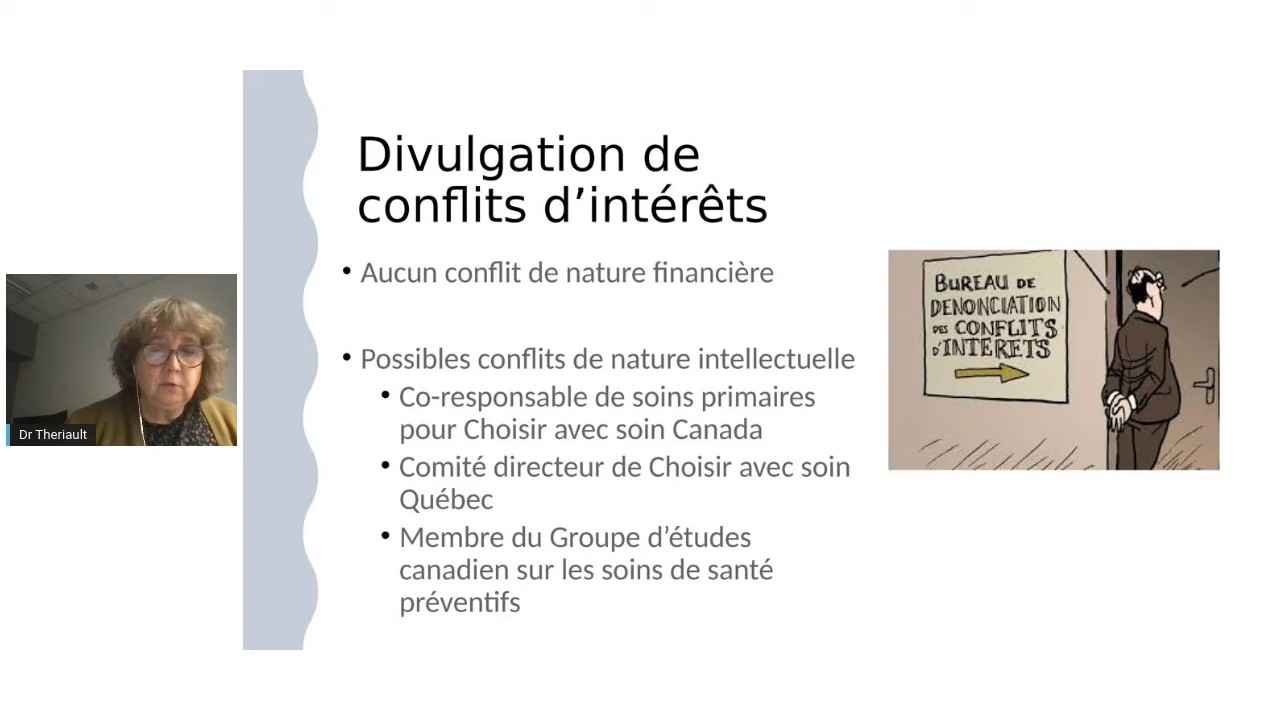 Divulgation de
conflits d’intérêts
• Aucun conflit de nature financière
• Possibles conflits de nature intellectuelle
• Co-responsable de soins primaires
pour Choisir avec soin Canada
• Comité directeur de Choisir avec soin
Québec
• Membre du Groupe d’études
canadien sur les soins de santé
préventifs
BUREAU DE
DENONCIATION
DES CONFLITS
D'INTERETS
Dr Theriault